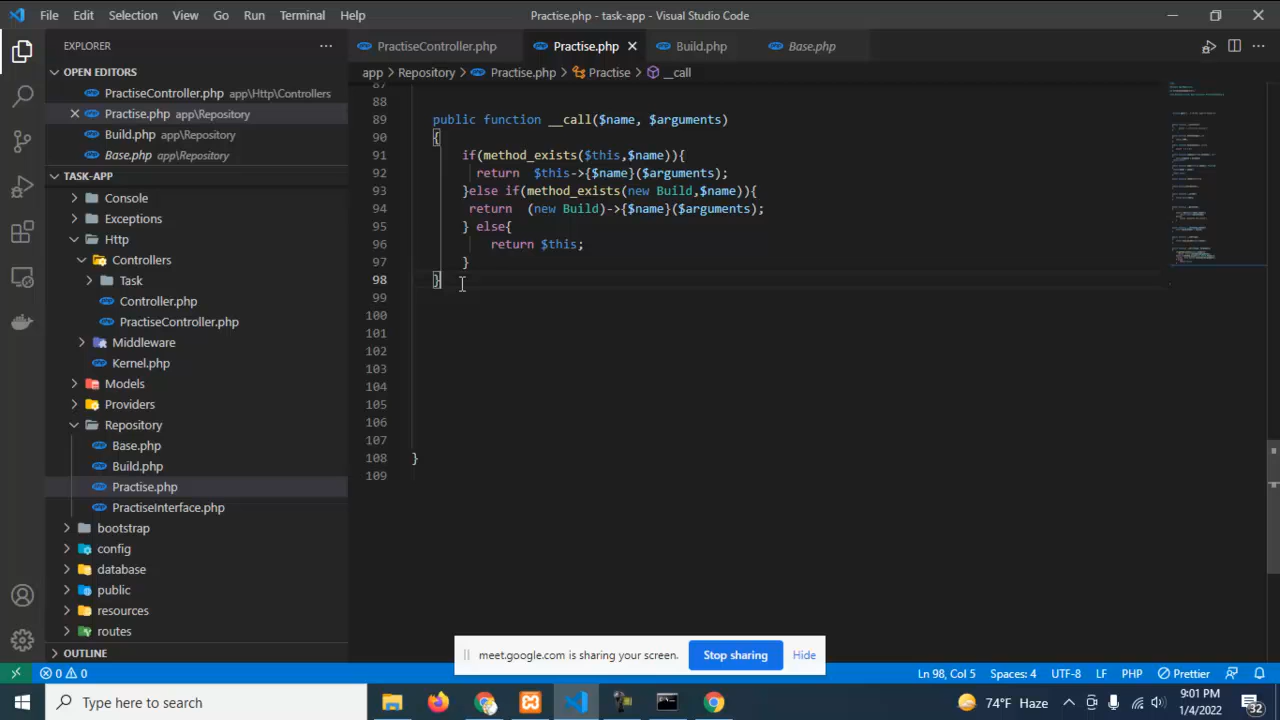 File Edit Selection View Go Run Terminal Help
Practise.php - task-app - Visual Studio Code
EXPLORER
OPEN EDITORS
PractiseController.php app\Http\Controllers
Practise.php app\Repository
Build.php app\Repository
Base.php app\Repository
TASK-APP
Console
Exceptions
Http
Controllers
Task
Controller.php
PractiseController.php
Middleware
Kernel.php
Models
Providers
Repository
Base.php
Build.php
Practise.php
PractiseInterface.php
bootstrap
config
database
public
resources
routes
OUTLINE
PractiseController.php Practise.php Build.php Base.php
app > Repository > Practise.php > Practise > __call
87
88
89 public function __call($name, $arguments)
90 {
91 if(method_exists($this,$name)){
92 return $this->{$name}($arguments);
93 }elseif(method_exists(new Build,$name)){
94 return (new Build)->{$name}($arguments);
95 } else{
96 return $this;
97 }
98 }
99
100
101
102
103
104
105
106
107
108 }
109
meet.google.com is sharing your screen. Stop sharing Hide
0 0 Ln 98, Col 5 Spaces: 4 UTF-8 LF PHP Prettier
Type here to search
74°F Haze
9:01 PM
1/4/2022
32